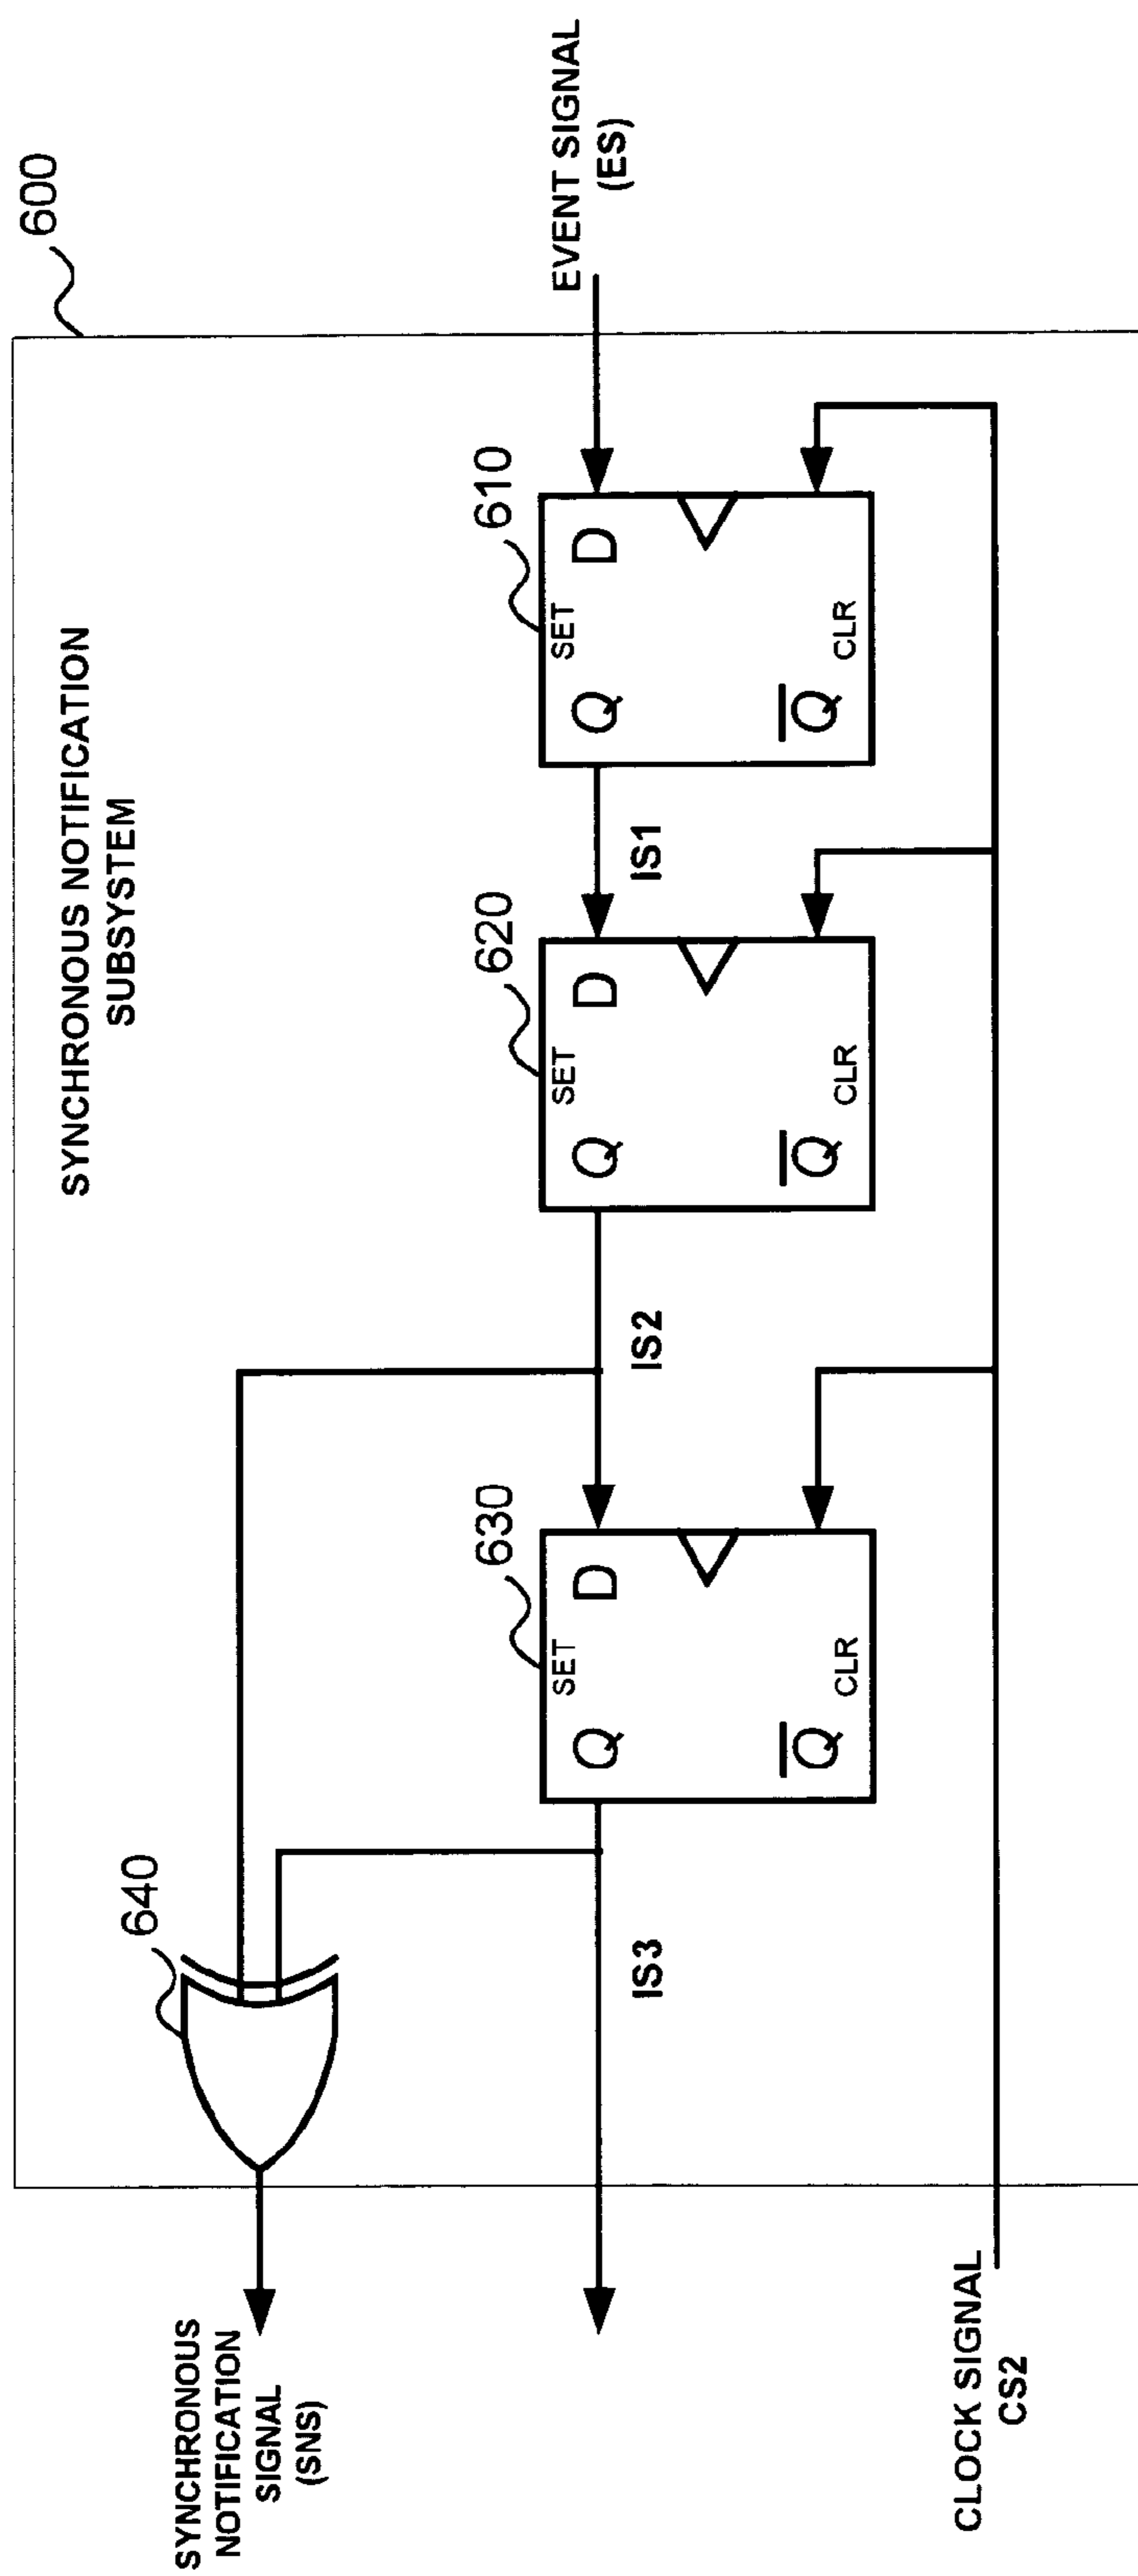 600
SYNCHRONOUS NOTIFICATION
SUBSYSTEM
EVENT SIGNAL
(ES)
610
SET
D
Q
Q
CLR
IS1
620
SET
D
Q
Q
CLR
IS2
630
SET
D
Q
Q
CLR
IS3
640
SYNCHRONOUS
NOTIFICATION
SIGNAL
(SNS)
CLOCK SIGNAL
CS2